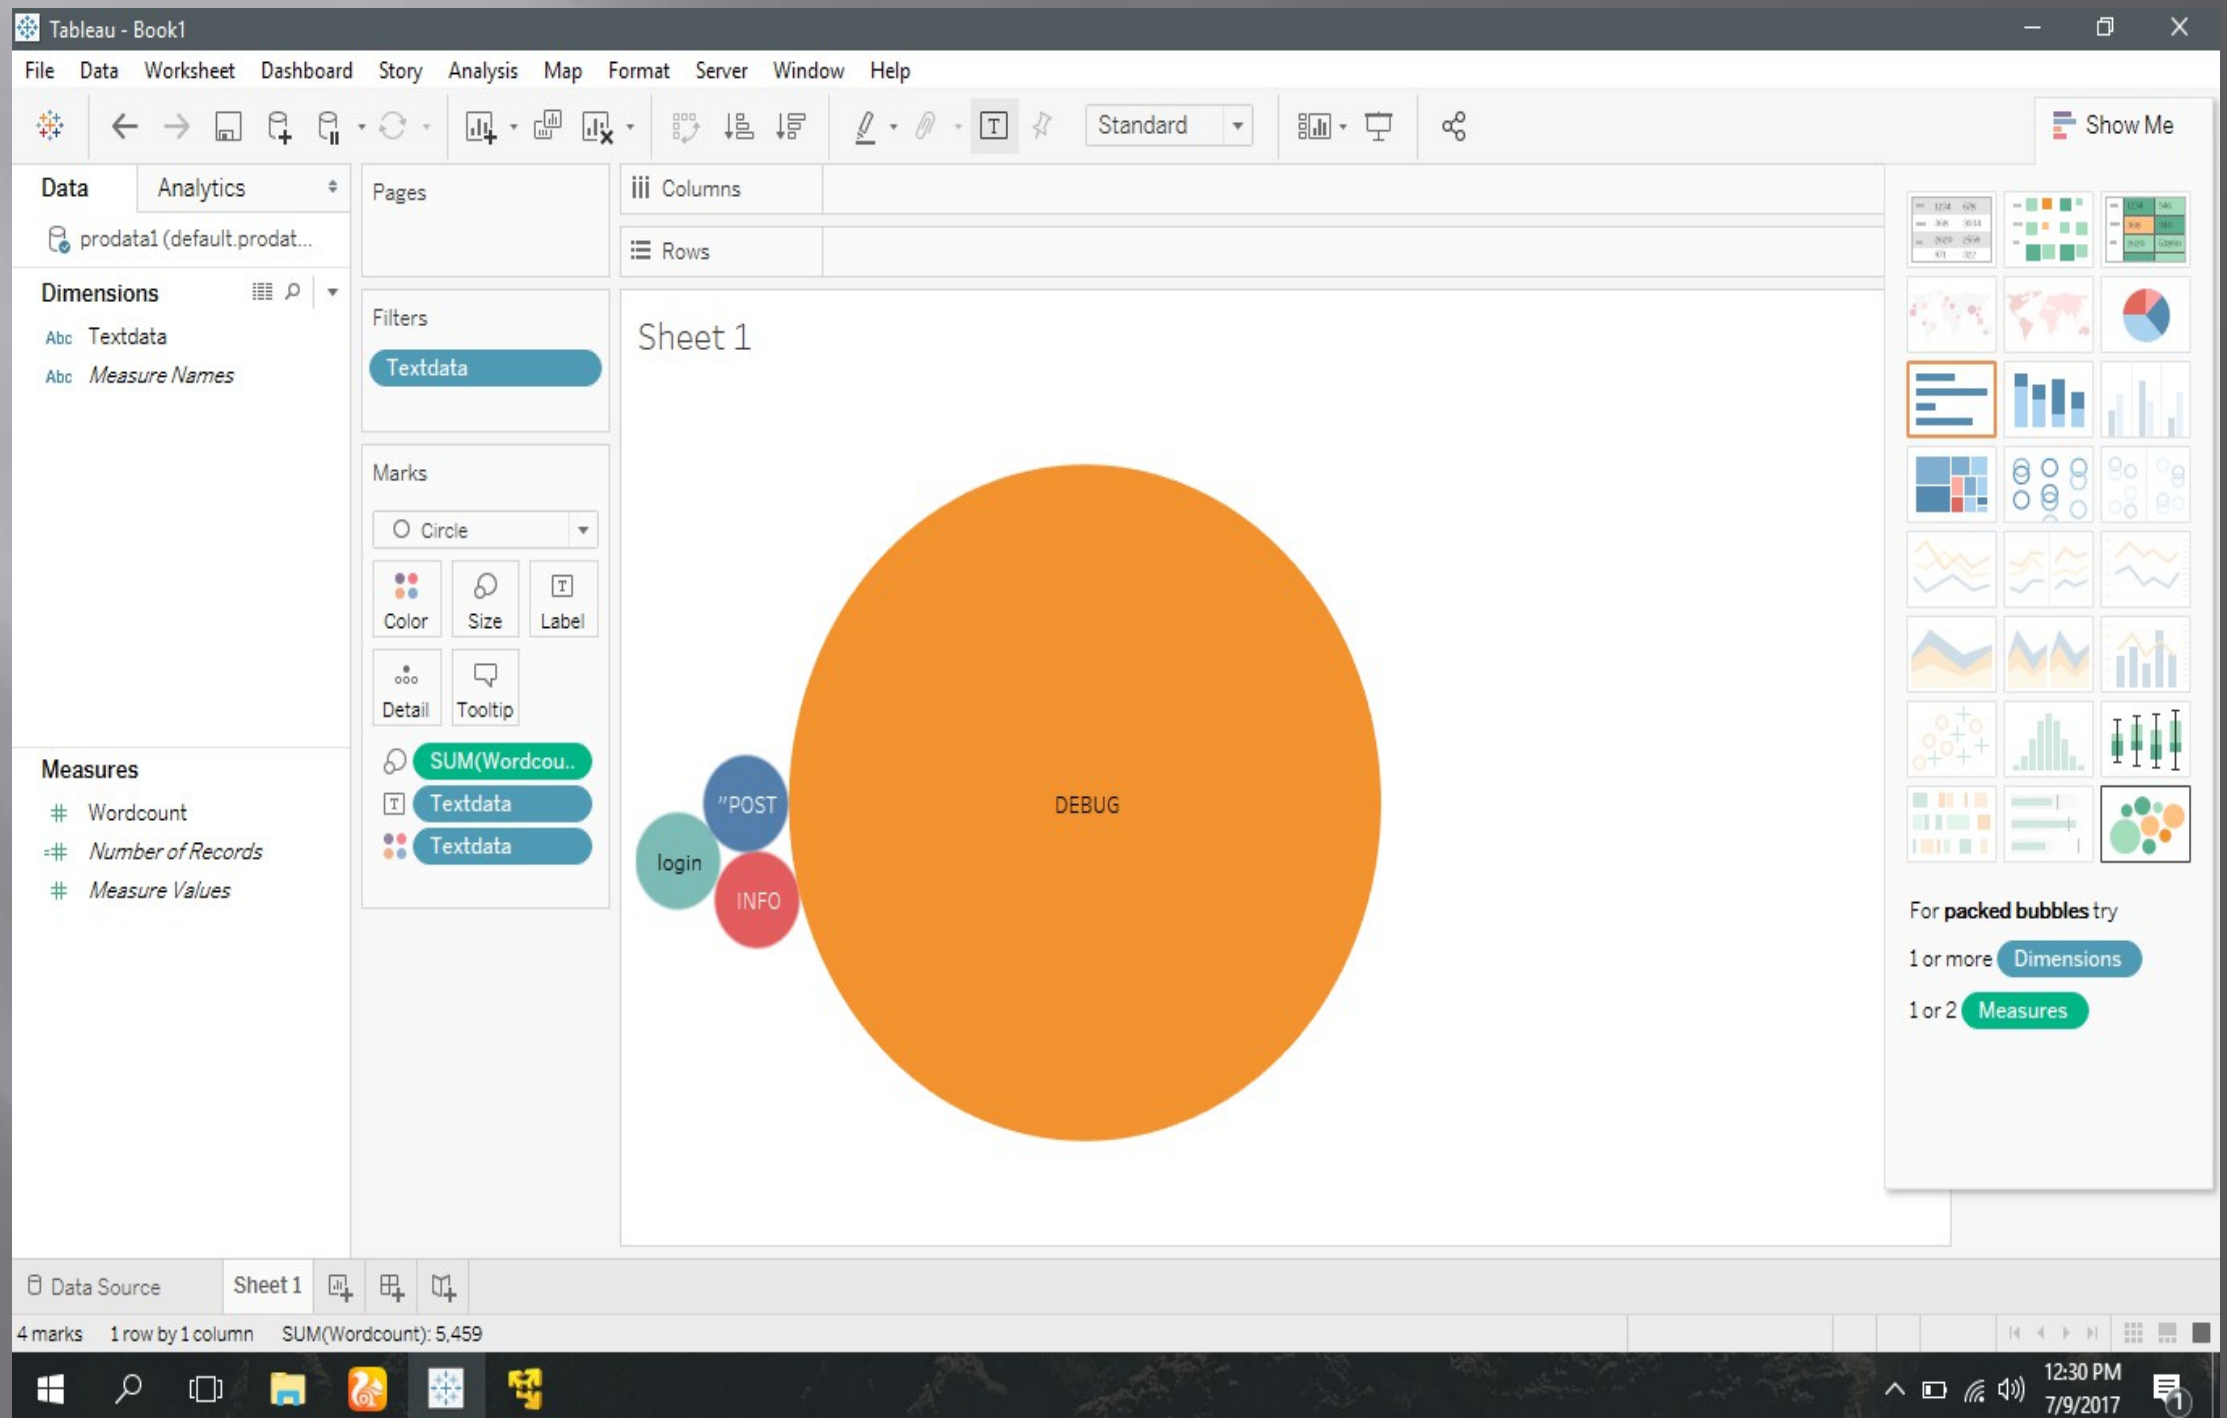 Tableau - Book1
File Data Worksheet Dashboard Story Analysis Map Format Server Window Help
Standard
Show Me
Data Analytics
prodata1 (default.prodat...
Dimensions
Abc Textdata
Abc Measure Names
Measures
# Wordcount
=# Number of Records
# Measure Values
Pages
Filters
Textdata
Marks
Circle
Color Size Label
Detail Tooltip
SUM(Wordcou..
Textdata
Textdata
Columns
Rows
Sheet 1
"POST
login
INFO
DEBUG
For packed bubbles try
1 or more Dimensions
1 or 2 Measures
Data Source Sheet 1
4 marks 1 row by 1 column SUM(Wordcount): 5,459
12:30 PM
7/9/2017
1